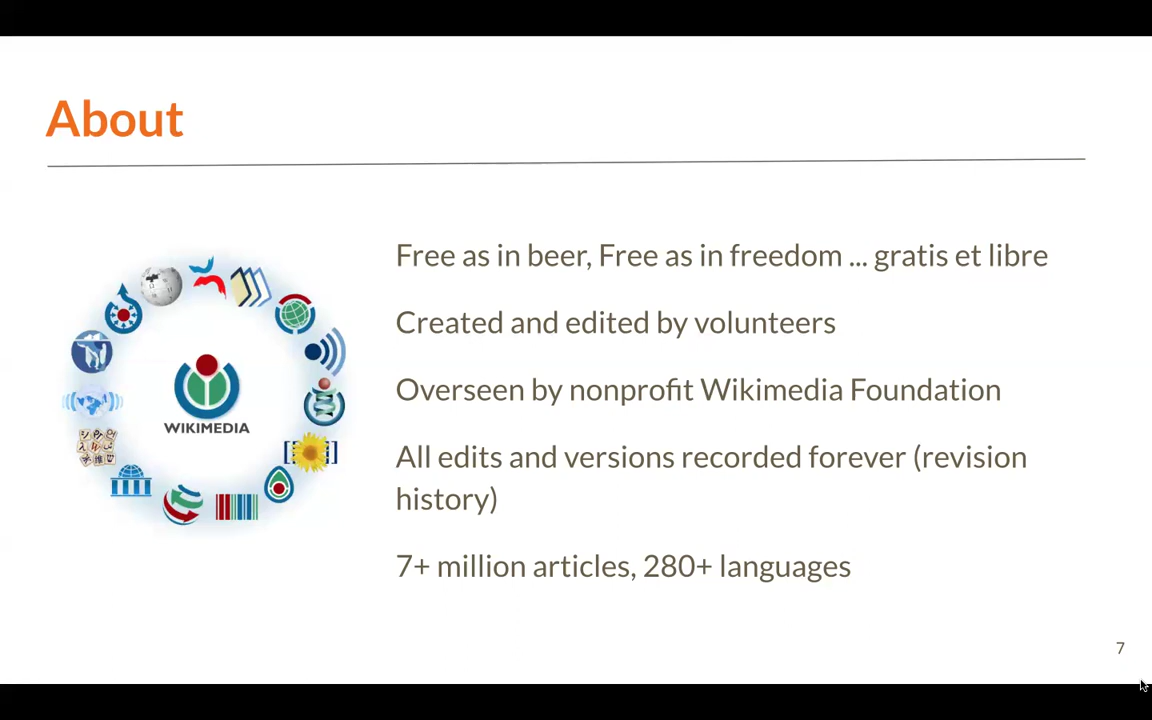 About
Free as in beer, Free as in freedom ... gratis et libre
Created and edited by volunteers
Overseen by nonprofit Wikimedia Foundation
All edits and versions recorded forever (revision
history)
7+ million articles, 280+ languages
WIKIMEDIA
7